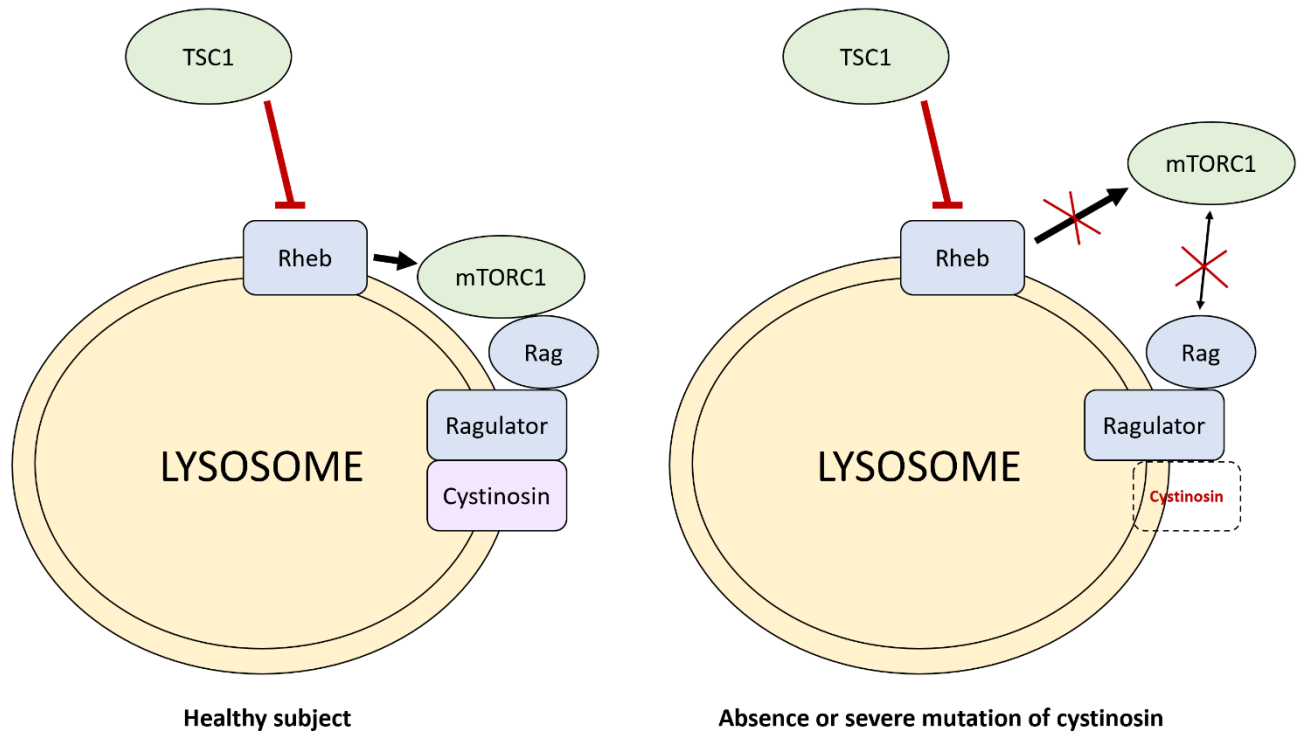 TSC1
Rheb
mTORC1
Rag
Ragulator
Cystinosin
LYSOSOME
Healthy subject
TSC1
mTORC1
Rheb
Rag
Ragulator
Cystinosin
LYSOSOME
Absence or severe mutation of cystinosin